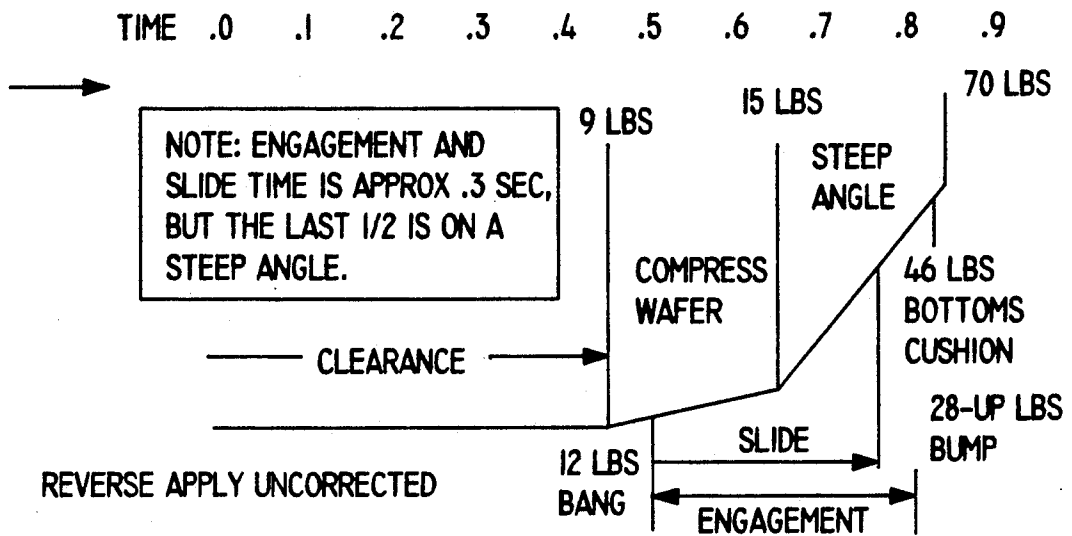 TIME .0 .1 .2 .3 .4 .5 .6 .7 .8 .9
70 LBS
15 LBS
9 LBS
NOTE: ENGAGEMENT AND
SLIDE TIME IS APPROX .3 SEC,
BUT THE LAST 1/2 IS ON A
STEEP ANGLE.
STEEP
ANGLE
COMPRESS
WAFER
46 LBS
BOTTOMS
CUSHION
CLEARANCE
28-UP LBS
BUMP
SLIDE
12 LBS
BANG
REVERSE APPLY UNCORRECTED
ENGAGEMENT